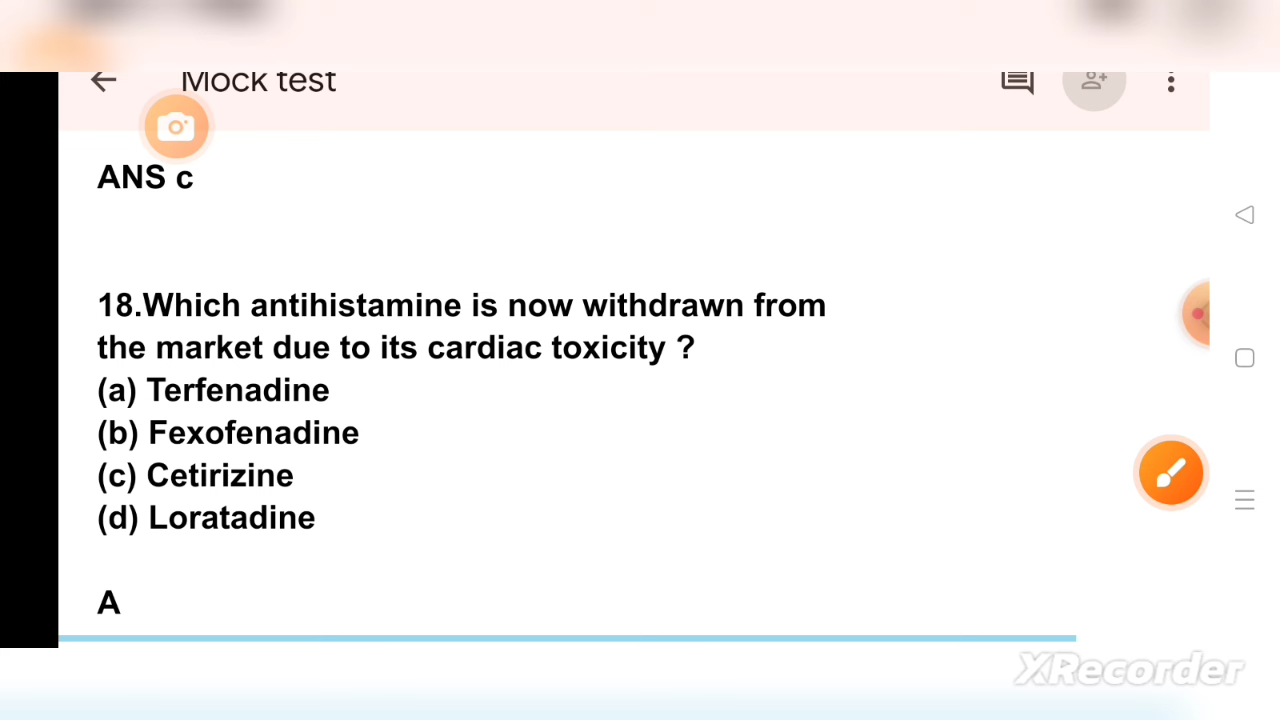 Mock test
ANS c
18.Which antihistamine is now withdrawn from
the market due to its cardiac toxicity ?
(a) Terfenadine
(b) Fexofenadine
(c) Cetirizine
(d) Loratadine
A
XRecorder